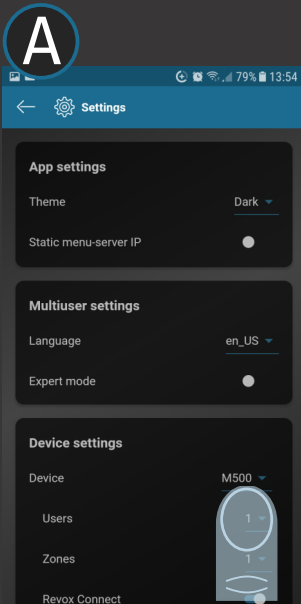 A
79% 13:54
Settings
App settings
Theme Dark
Static menu-server IP
Multiuser settings
Language en_US
Expert mode
Device settings
Device M500
Users 1
Zones 1
Revox Connect